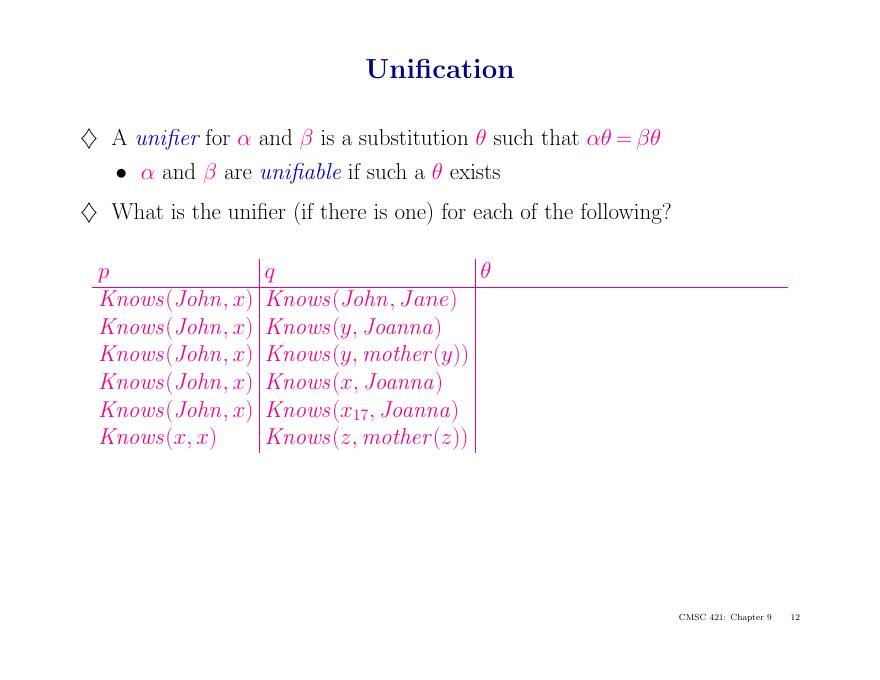 Unification
♢ A unifier for α and β is a substitution θ such that αθ = βθ
• α and β are unifiable if such a θ exists
♢ What is the unifier (if there is one) for each of the following?
p q θ
Knows(John, x) Knows(John, Jane)
Knows(John, x) Knows(y, Joanna)
Knows(John, x) Knows(y, mother(y))
Knows(John, x) Knows(x, Joanna)
Knows(John, x) Knows(x₁₇, Joanna)
Knows(x, x) Knows(z, mother(z))
CMSC 421: Chapter 9 12